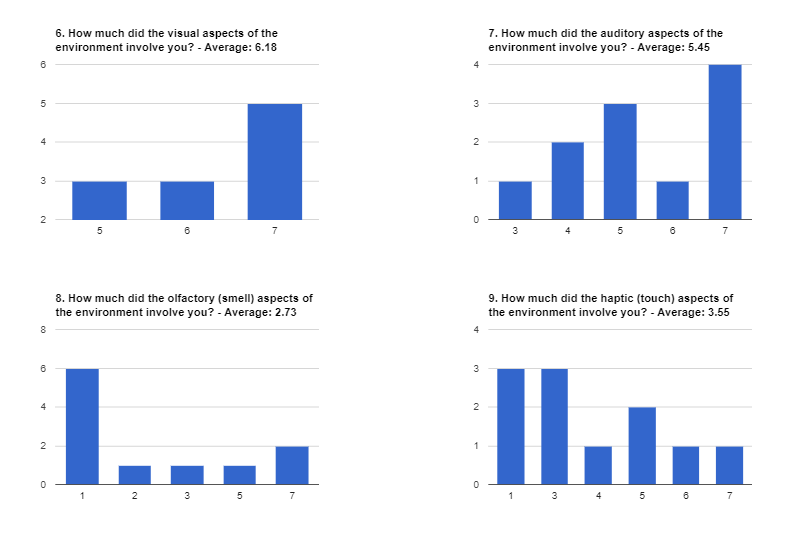 6. How much did the visual aspects of the
environment involve you? - Average: 6.18
6
5
4
3
2
5 6 7
7. How much did the auditory aspects of the
environment involve you? - Average: 5.45
4
3
2
1
0
3 4 5 6 7
8. How much did the olfactory (smell) aspects of
the environment involve you? - Average: 2.73
8
6
4
2
0
1 2 3 5 7
9. How much did the haptic (touch) aspects of
the environment involve you? - Average: 3.55
4
3
2
1
0
1 3 4 5 6 7